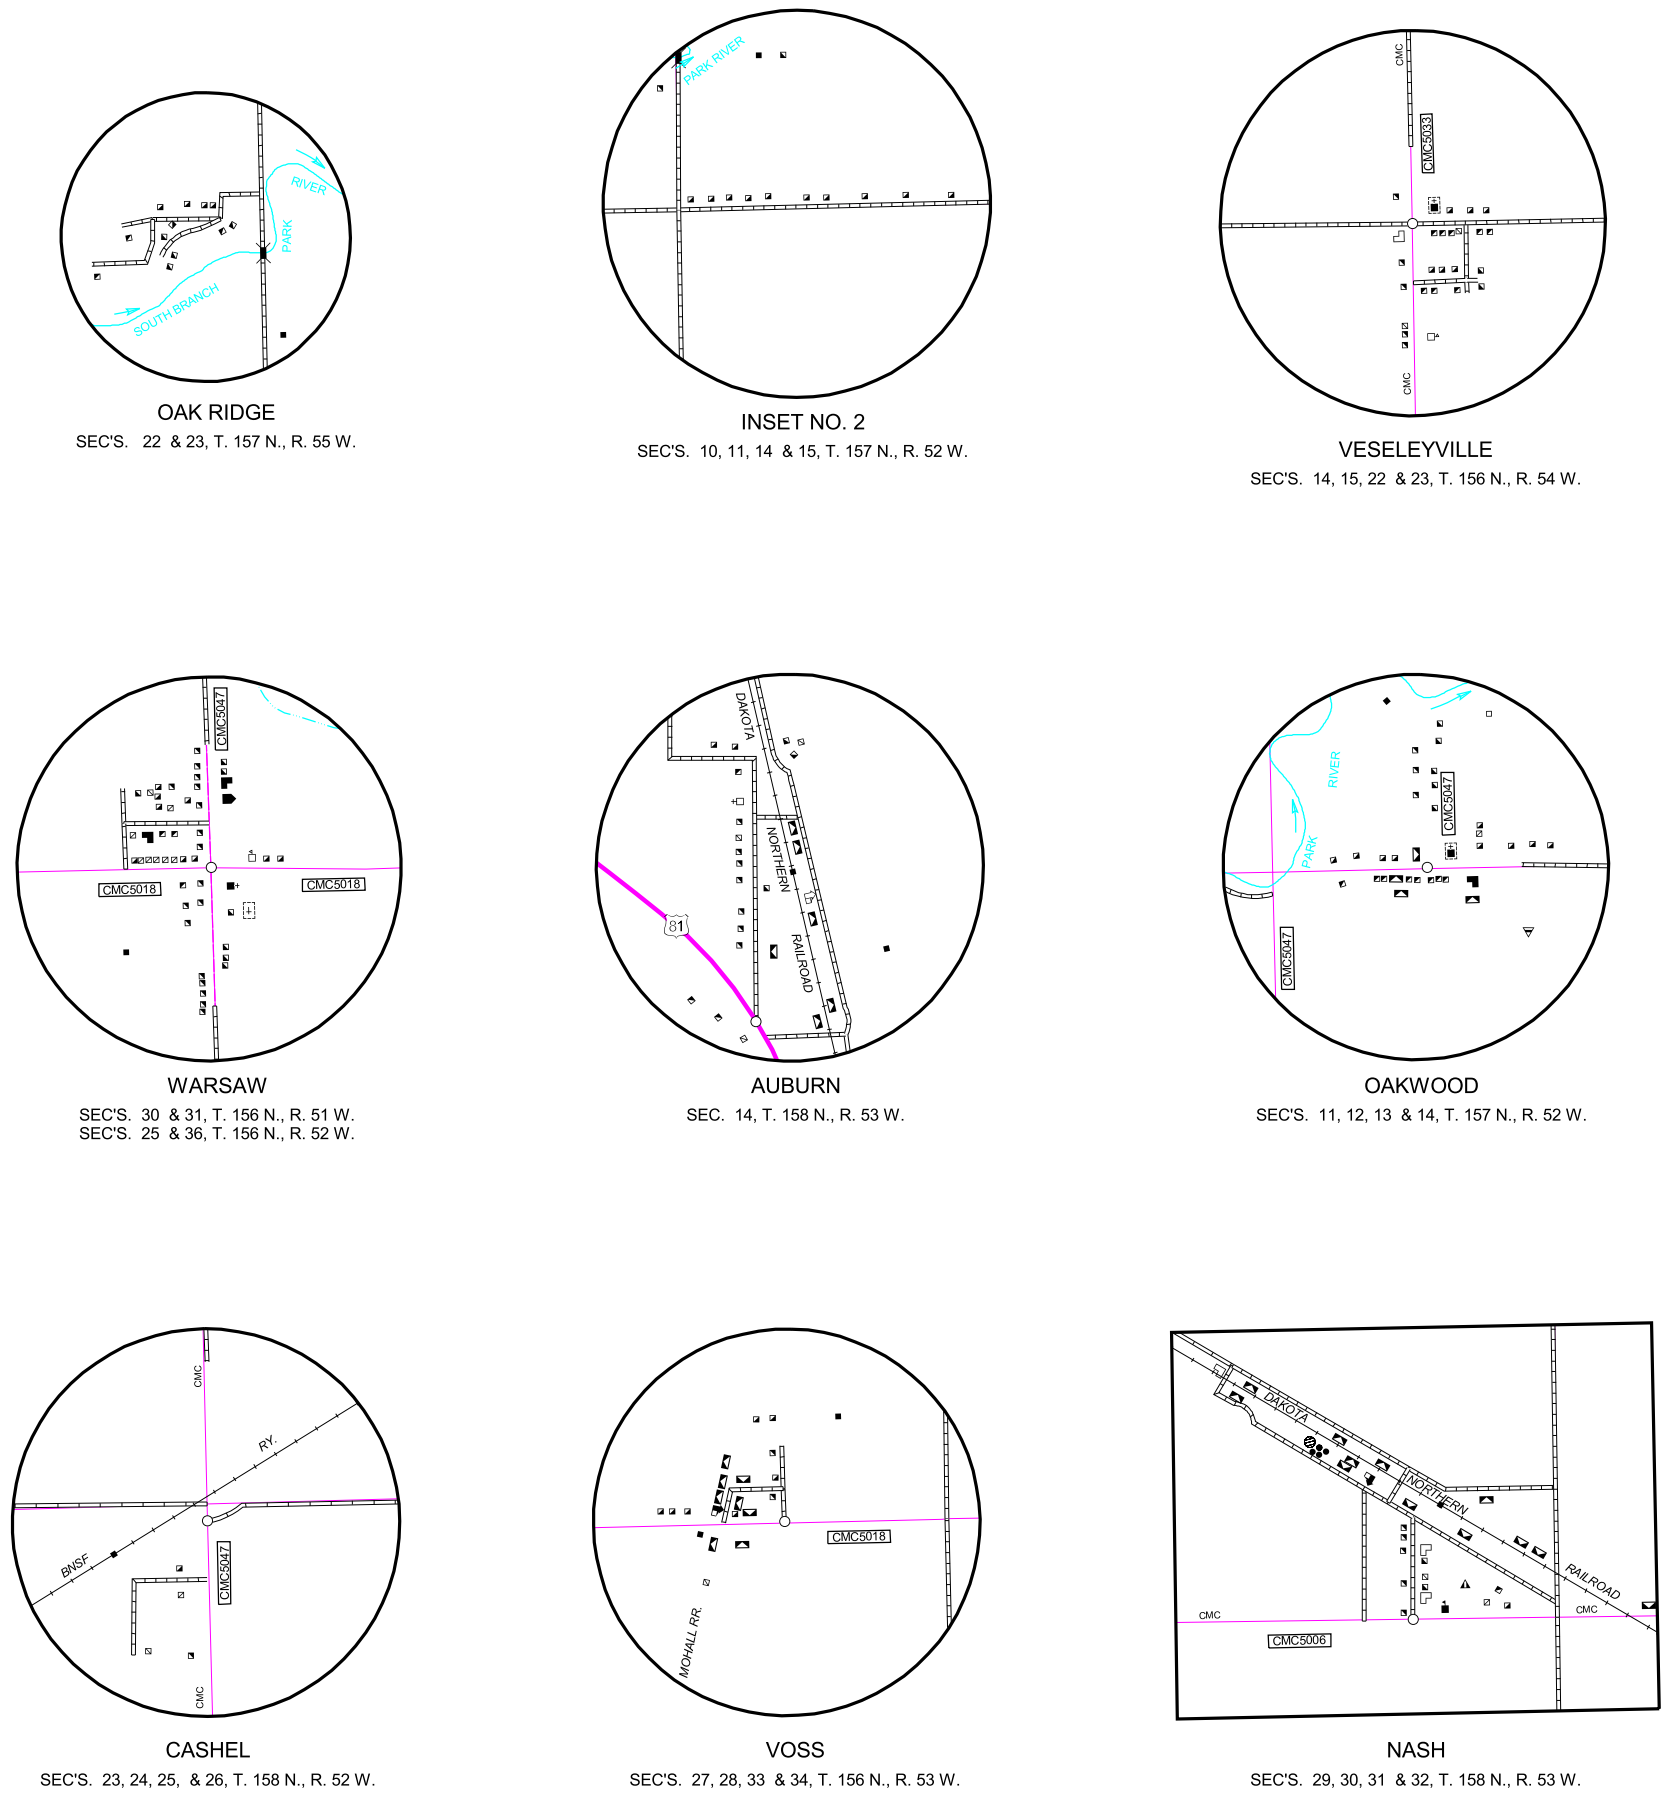 PARK RIVER
CMC
CMC5033
RIVER
PARK
SOUTH BRANCH
CMC
OAK RIDGE
SEC'S. 22 & 23, T. 157 N., R. 55 W.
INSET NO. 2
SEC'S. 10, 11, 14 & 15, T. 157 N., R. 52 W.
VESELEYVILLE
SEC'S. 14, 15, 22 & 23, T. 156 N., R. 54 W.
CMC5047
CMC5018
CMC5018
DAKOTA
NORTHERN
81
RAILROAD
RIVER
CMC5047
PARK
CMC5047
WARSAW
SEC'S. 30 & 31, T. 156 N., R. 51 W.
SEC'S. 25 & 36, T. 156 N., R. 52 W.
AUBURN
SEC. 14, T. 158 N., R. 53 W.
OAKWOOD
SEC'S. 11, 12, 13 & 14, T. 157 N., R. 52 W.
CMC
RY.
BNSF
CMC5047
CMC
CMC5018
MOHALL RR.
DAKOTA
NORTHERN
RAILROAD
CMC
CMC
CMC5006
CASHEL
SEC'S. 23, 24, 25, & 26, T. 158 N., R. 52 W.
VOSS
SEC'S. 27, 28, 33 & 34, T. 156 N., R. 53 W.
NASH
SEC'S. 29, 30, 31 & 32, T. 158 N., R. 53 W.